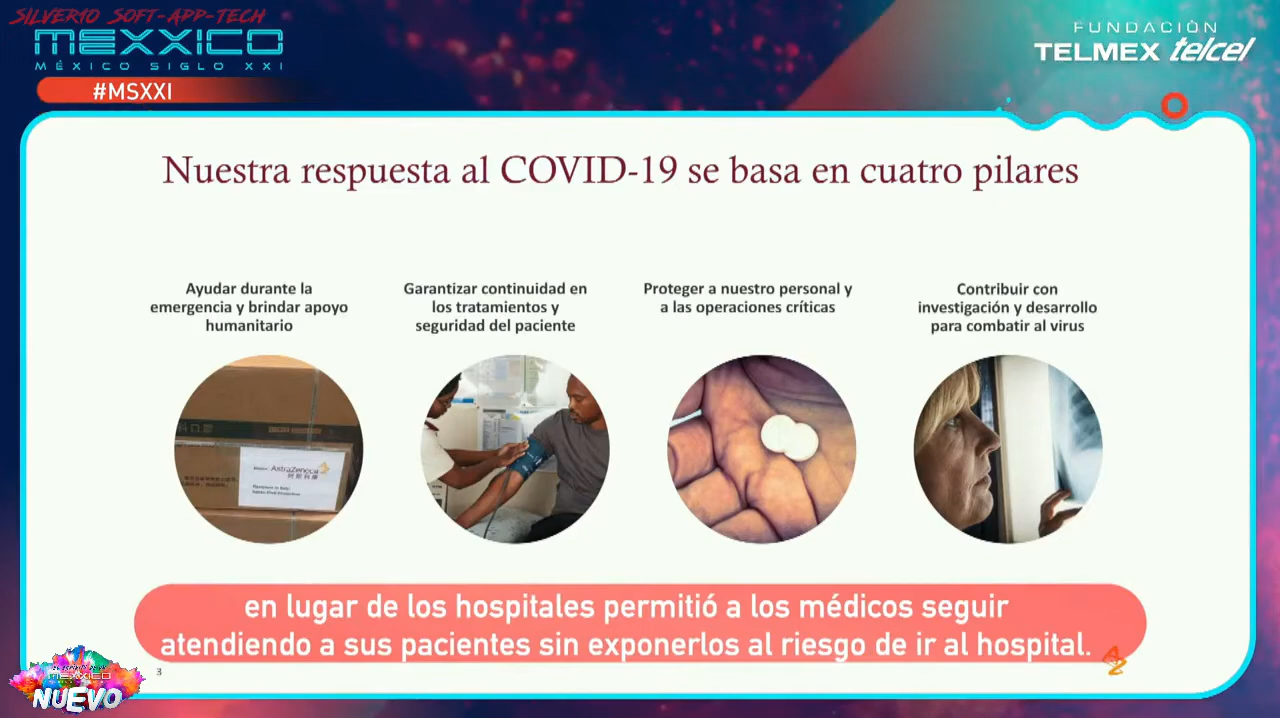 SILVER10 SOFT-APP-TECH
MEXXICO
MÉXICO SIGLO XXI
#MSXXI
FUNDACIÓN
TELMEX telcel
Nuestra respuesta al COVID-19 se basa en cuatro pilares
Ayudar durante la
emergencia y brindar apoyo
humanitario
Garantizar continuidad en
los tratamientos y
seguridad del paciente
Proteger a nuestro personal y
a las operaciones críticas
Contribuir con
investigación y desarrollo
para combatir al virus
AstraZeneca
en lugar de los hospitales permitió a los médicos seguir
atendiendo a sus pacientes sin exponerlos al riesgo de ir al hospital.
3
MEXXICO
NUEVO